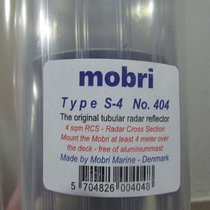 mobri
Type S-4 No. 404
The original tubular radar reflector
4 sqm RCS - Radar Cross Section
Mount the Mobri at least 4 meter over
the deck - free of aluminiummast
Made by Mobri Marine - Denmark
5 704826 004048